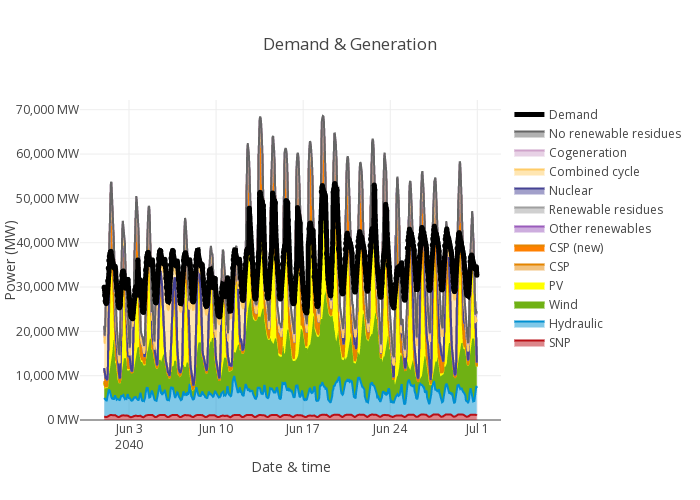 Demand & Generation
70,000 MW
60,000 MW
50,000 MW
40,000 MW
30,000 MW
20,000 MW
10,000 MW
0 MW
Power (MW)
Jun 3
2040
Jun 10
Jun 17
Jun 24
Jul 1
Date & time
Demand
No renewable residues
Cogeneration
Combined cycle
Nuclear
Renewable residues
Other renewables
CSP (new)
CSP
PV
Wind
Hydraulic
SNP